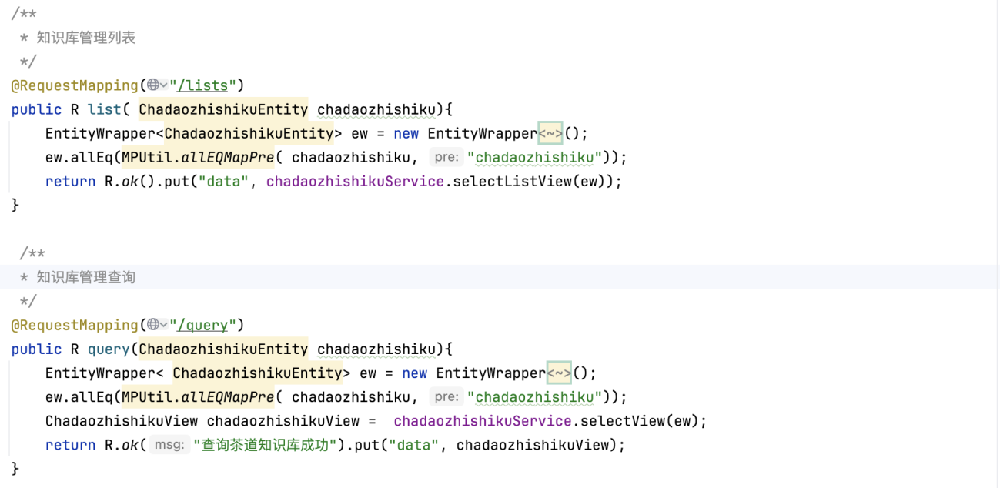 /**
 * 知识库管理列表
 */
@RequestMapping("/lists")
public R list( ChadaozhishikuEntity chadaozhishiku){
    EntityWrapper<ChadaozhishikuEntity> ew = new EntityWrapper<~>();
    ew.allEq(MPUtil.allEQMapPre( chadaozhishiku, pre: "chadaozhishiku"));
    return R.ok().put("data", chadaozhishikuService.selectListView(ew));
}
 /**
 * 知识库管理查询
 */
@RequestMapping("/query")
public R query(ChadaozhishikuEntity chadaozhishiku){
    EntityWrapper< ChadaozhishikuEntity> ew = new EntityWrapper<~>();
    ew.allEq(MPUtil.allEQMapPre( chadaozhishiku, pre: "chadaozhishiku"));
    ChadaozhishikuView chadaozhishikuView =  chadaozhishikuService.selectView(ew);
    return R.ok( msg: "查询茶道知识库成功").put("data", chadaozhishikuView);
}